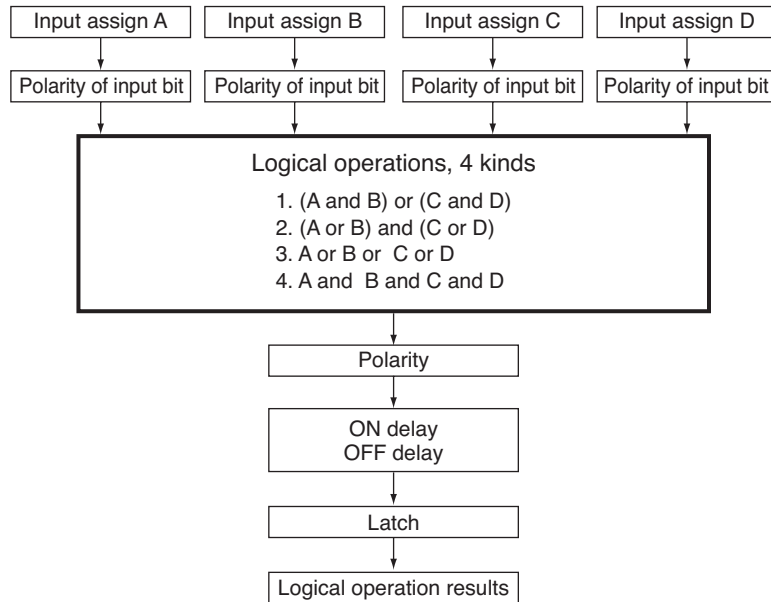 Input assign A
Input assign B
Input assign C
Input assign D
Polarity of input bit
Polarity of input bit
Polarity of input bit
Polarity of input bit
Logical operations, 4 kinds
1. (A and B) or (C and D)
2. (A or B) and (C or D)
3. A or B or C or D
4. A and B and C and D
Polarity
ON delay
OFF delay
Latch
Logical operation results